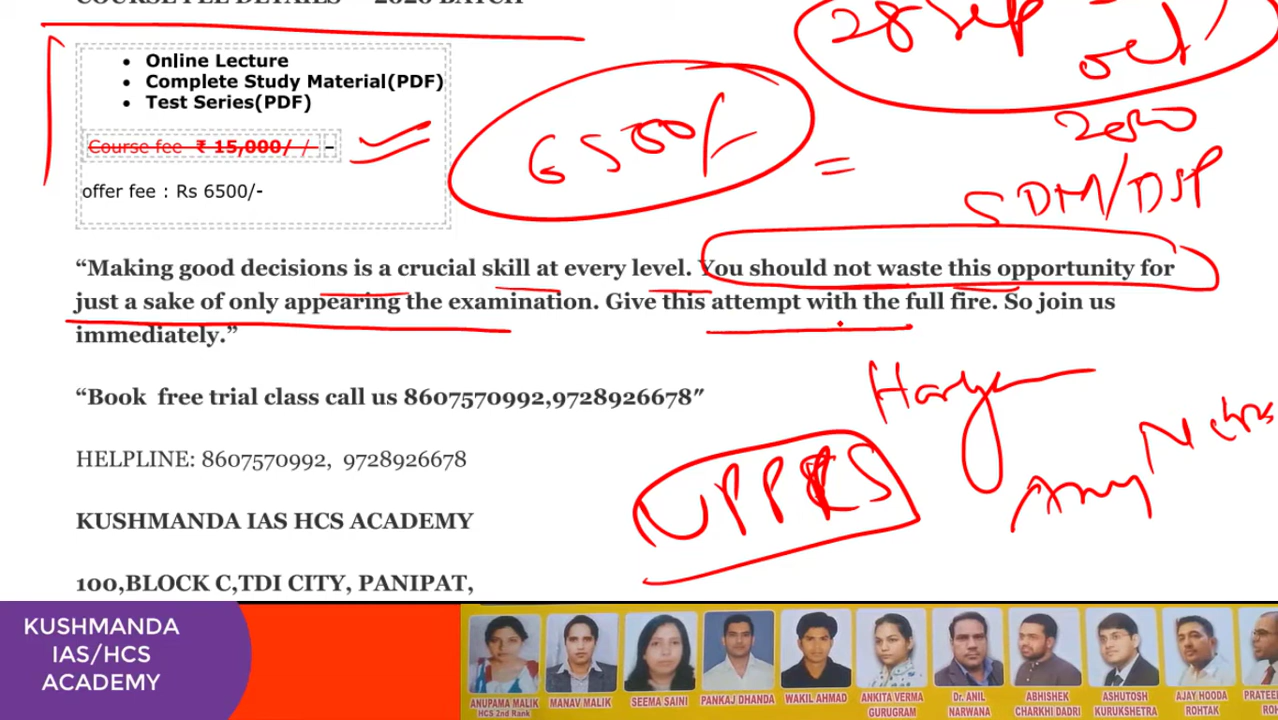 COURSE FEE DETAILS – 2020 BATCH
28 Sep
oct
• Online Lecture
• Complete Study Material(PDF)
• Test Series(PDF)
Course fee ₹ 15,000/ / –
6500/-
=
2020
offer fee : Rs 6500/-
SDM/DSP
“Making good decisions is a crucial skill at every level. You should not waste this opportunity for
just a sake of only appearing the examination. Give this attempt with the full fire. So join us
immediately.”
“Book free trial class call us 8607570992,9728926678″
HELPLINE: 8607570992, 9728926678
UPPCS
KUSHMANDA IAS HCS ACADEMY
100,BLOCK C,TDI CITY, PANIPAT,
KUSHMANDA
IAS/HCS
ACADEMY
ANUPAMA MALIK
HCS 2nd Rank
MANAV MALIK
SEEMA SAINI
PANKAJ DHANDA
WAKIL AHMAD
ANKITA VERMA
GURUGRAM
Dr. ANIL
NARWANA
ABHISHEK
CHARKHI DADRI
ASHUTOSH
KURUKSHETRA
AJAY HOODA
ROHTAK
PRATEE
ROH